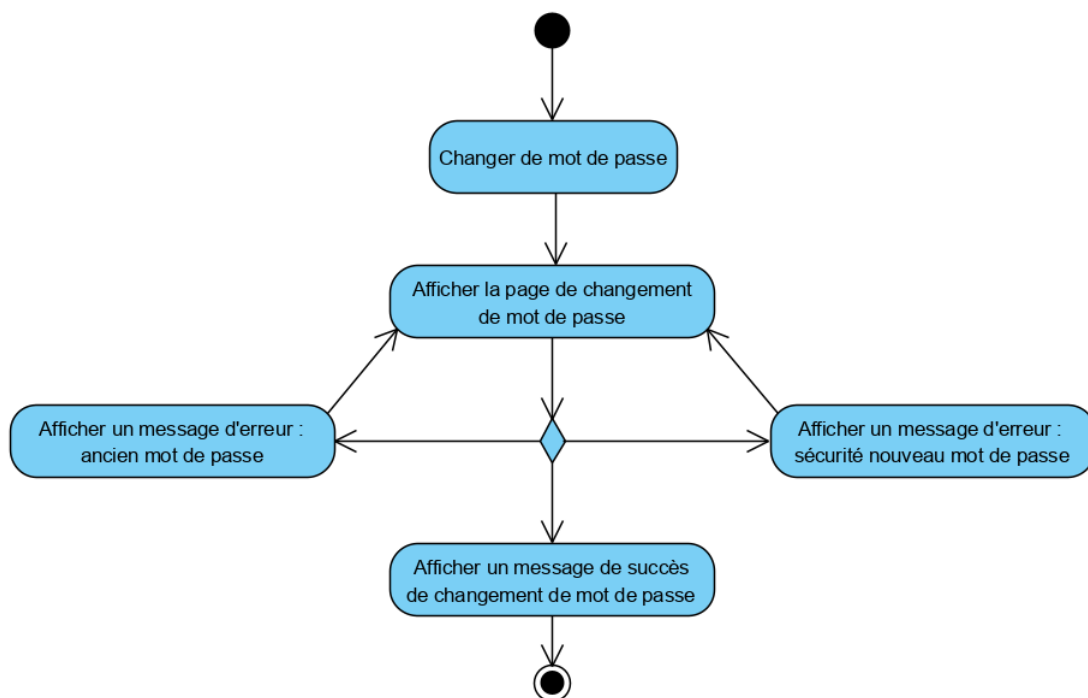 Changer de mot de passe
Afficher la page de changement
de mot de passe
Afficher un message d'erreur :
ancien mot de passe
Afficher un message d'erreur :
sécurité nouveau mot de passe
Afficher un message de succès
de changement de mot de passe